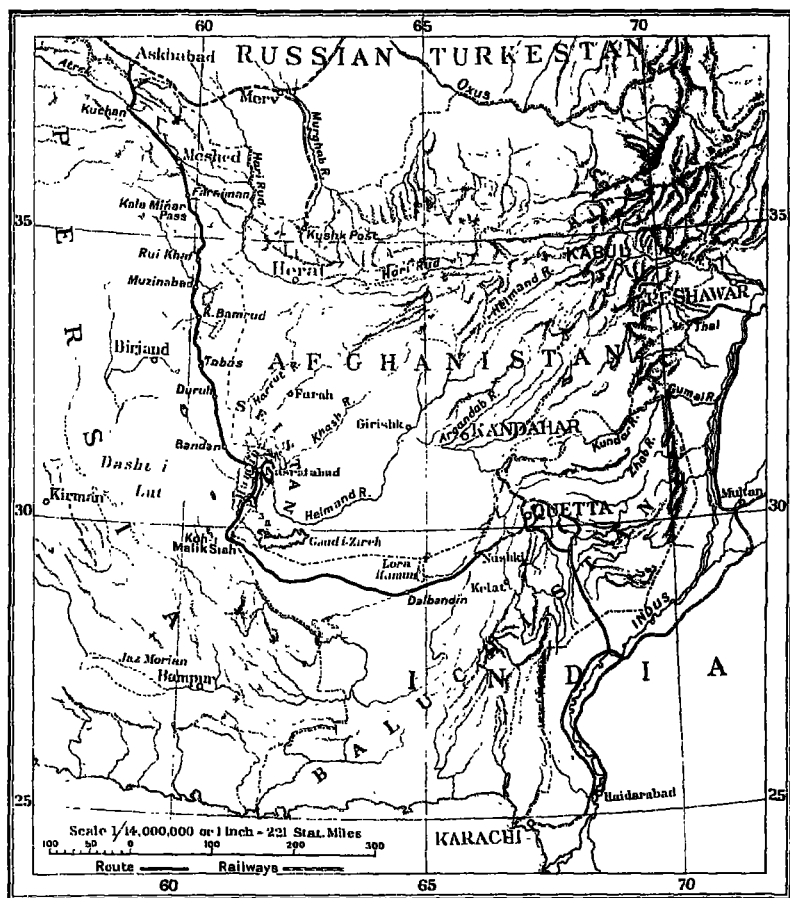 60
65
70
RUSSIAN TURKESTAN
Askhabad
Atrek
Oxus
Kuchan
Merv
Murghab R.
Meshed
Hari Rud
Fariman
Kala Minar
Pass
35
35
Kushk Post
Rui Khaf
Herat
Hari Rud
KABUL
Muzinabad
Helmand R.
PESHAWAR
R. Bamrud
Thal
PERSIA
Birjand
Tabas
AFGHANISTAN
Harrut
Farah
Duruh
Khash R.
Girishk
Argandab R.
KANDAHAR
Gumal R.
Kundar R.
Zhob R.
SEISTAN
Bandan
Nasratabad
Dasht i
Lut
Helmand R.
Kirman
30
30
QUETTA
Multan
Koh
Malik Siah
Gaud i-Zireh
Lora
Hamun
Nushki
Kelat
Dalbandin
INDUS
Jaz Morian
Bampur
INDIA
BALUCHISTAN
25
25
Haidarabad
Scale 1/14,000,000 or 1 inch = 221 Stat. Miles
100 50 0 100 200 300
KARACHI
Route Railways
60
65
70